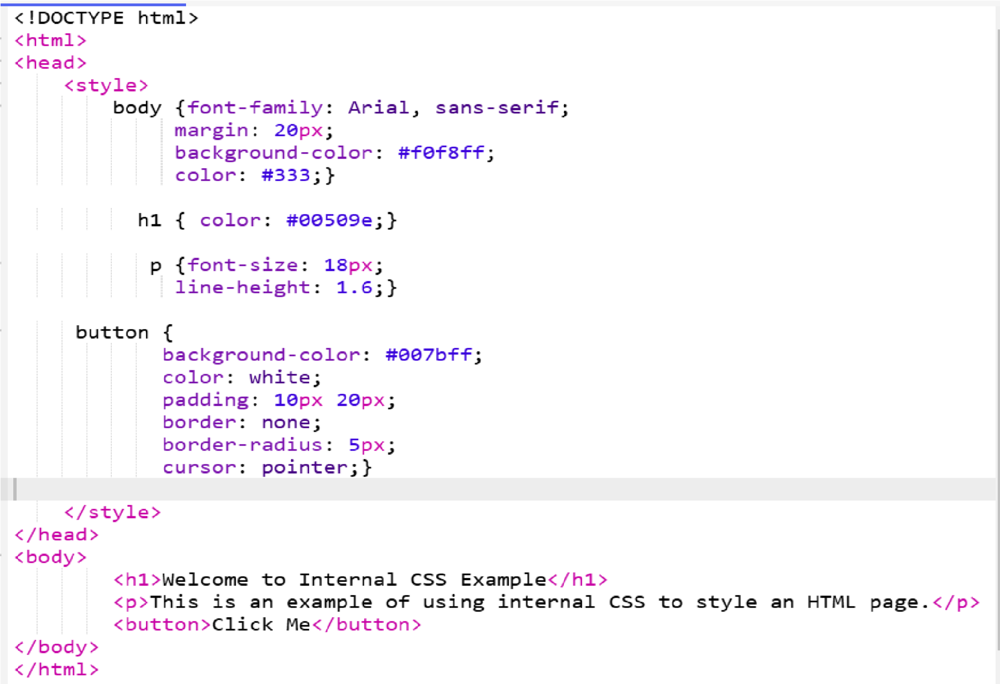 <!DOCTYPE html>
<html>
<head>
    <style>
        body {font-family: Arial, sans-serif;
             margin: 20px;
             background-color: #f0f8ff;
             color: #333;}

          h1 { color: #00509e;}

           p {font-size: 18px;
             line-height: 1.6;}

     button {
            background-color: #007bff;
            color: white;
            padding: 10px 20px;
            border: none;
            border-radius: 5px;
            cursor: pointer;}

    </style>
</head>
<body>
        <h1>Welcome to Internal CSS Example</h1>
        <p>This is an example of using internal CSS to style an HTML page.</p>
        <button>Click Me</button>
</body>
</html>